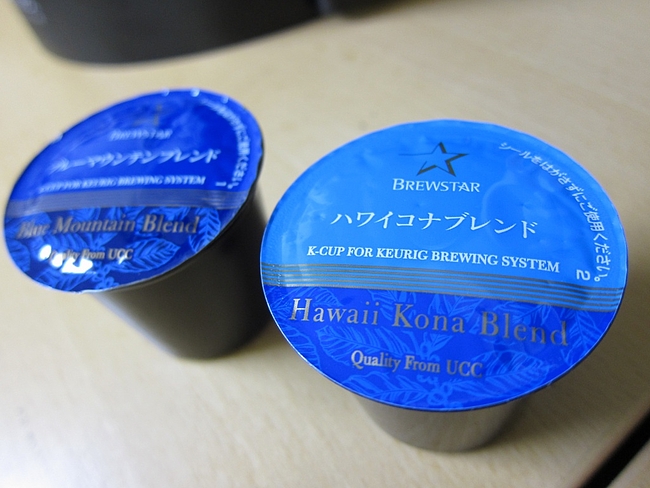 BREWSTAR
ブルーマウンテンブレンド
K-CUP FOR KEURIG BREWING SYSTEM
1
Blue Mountain Blend
Quality From UCC
BREWSTAR
ハワイコナブレンド
K-CUP FOR KEURIG BREWING SYSTEM
2
シールをはがさずにご使用ください。
Hawaii Kona Blend
Quality From UCC